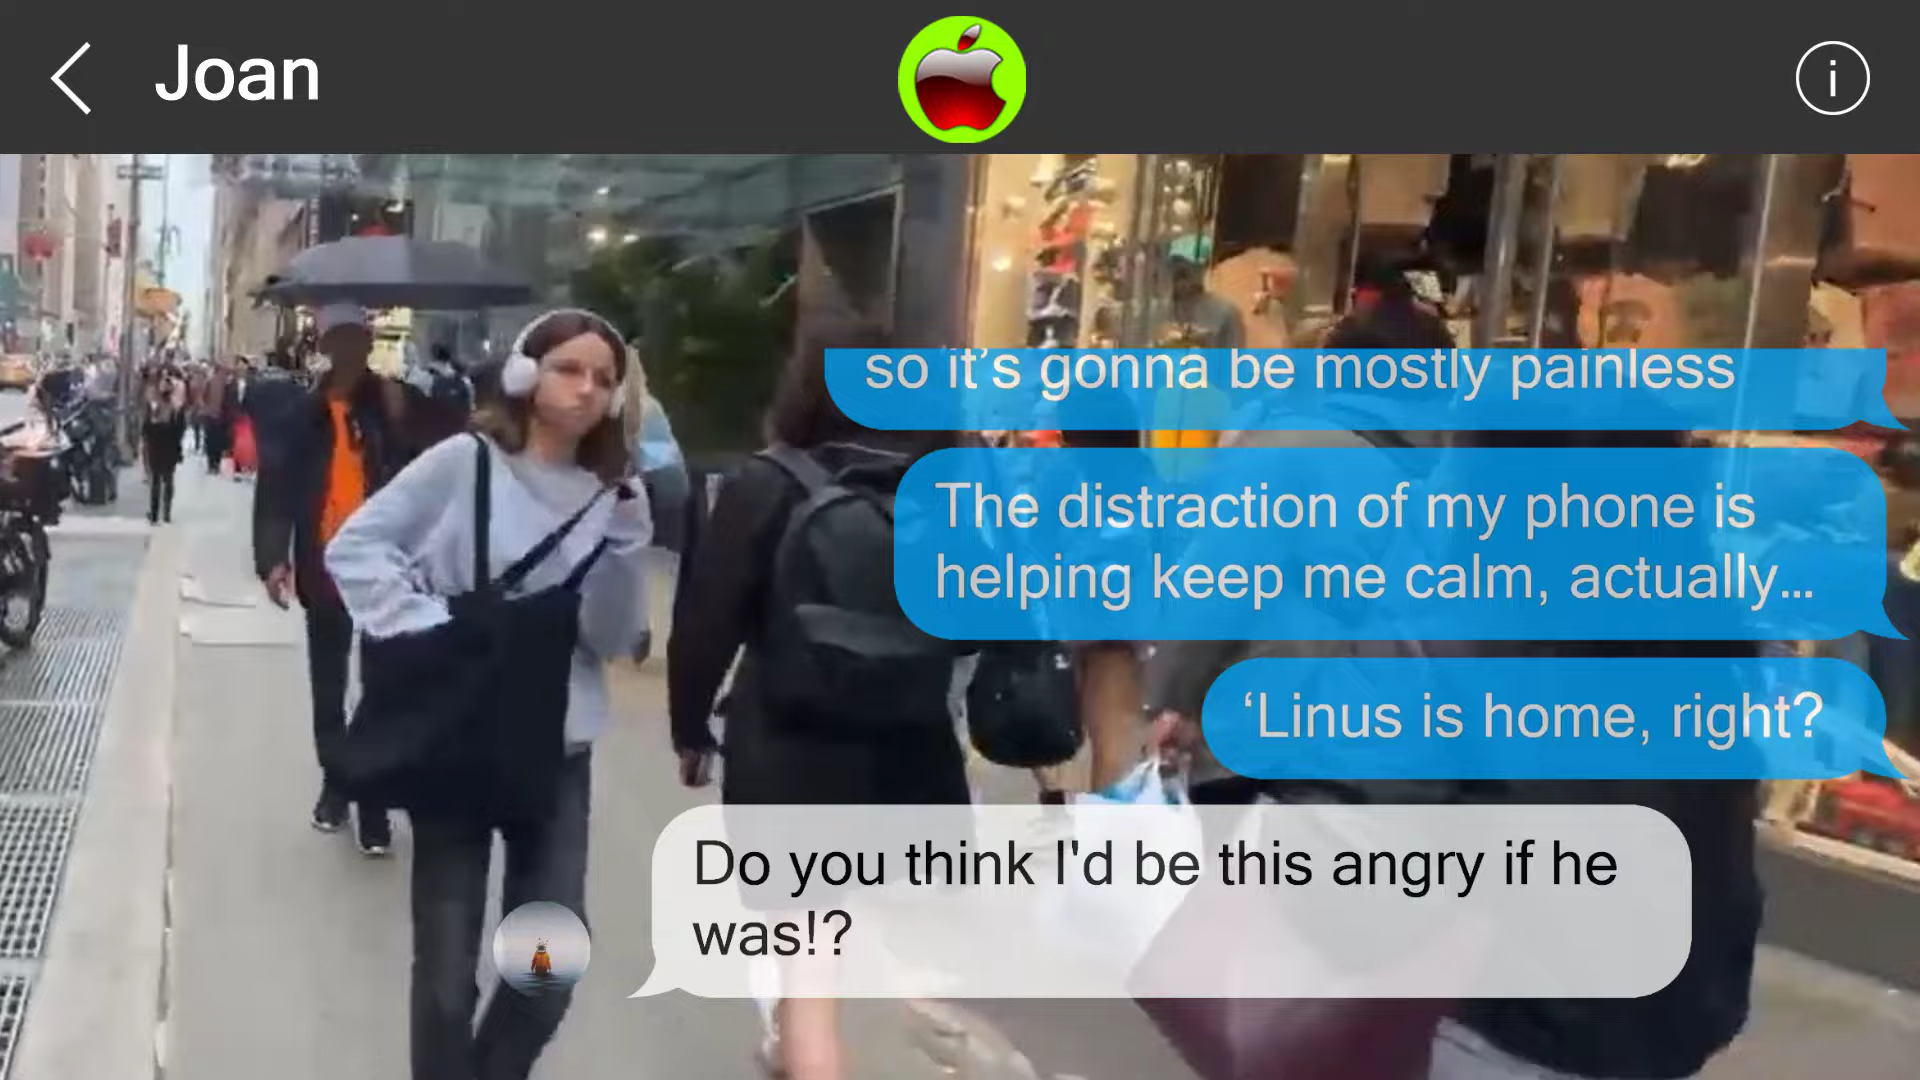 Joan
so it’s gonna be mostly painless
The distraction of my phone is
helping keep me calm, actually...
‘Linus is home, right?
Do you think I'd be this angry if he
was!?